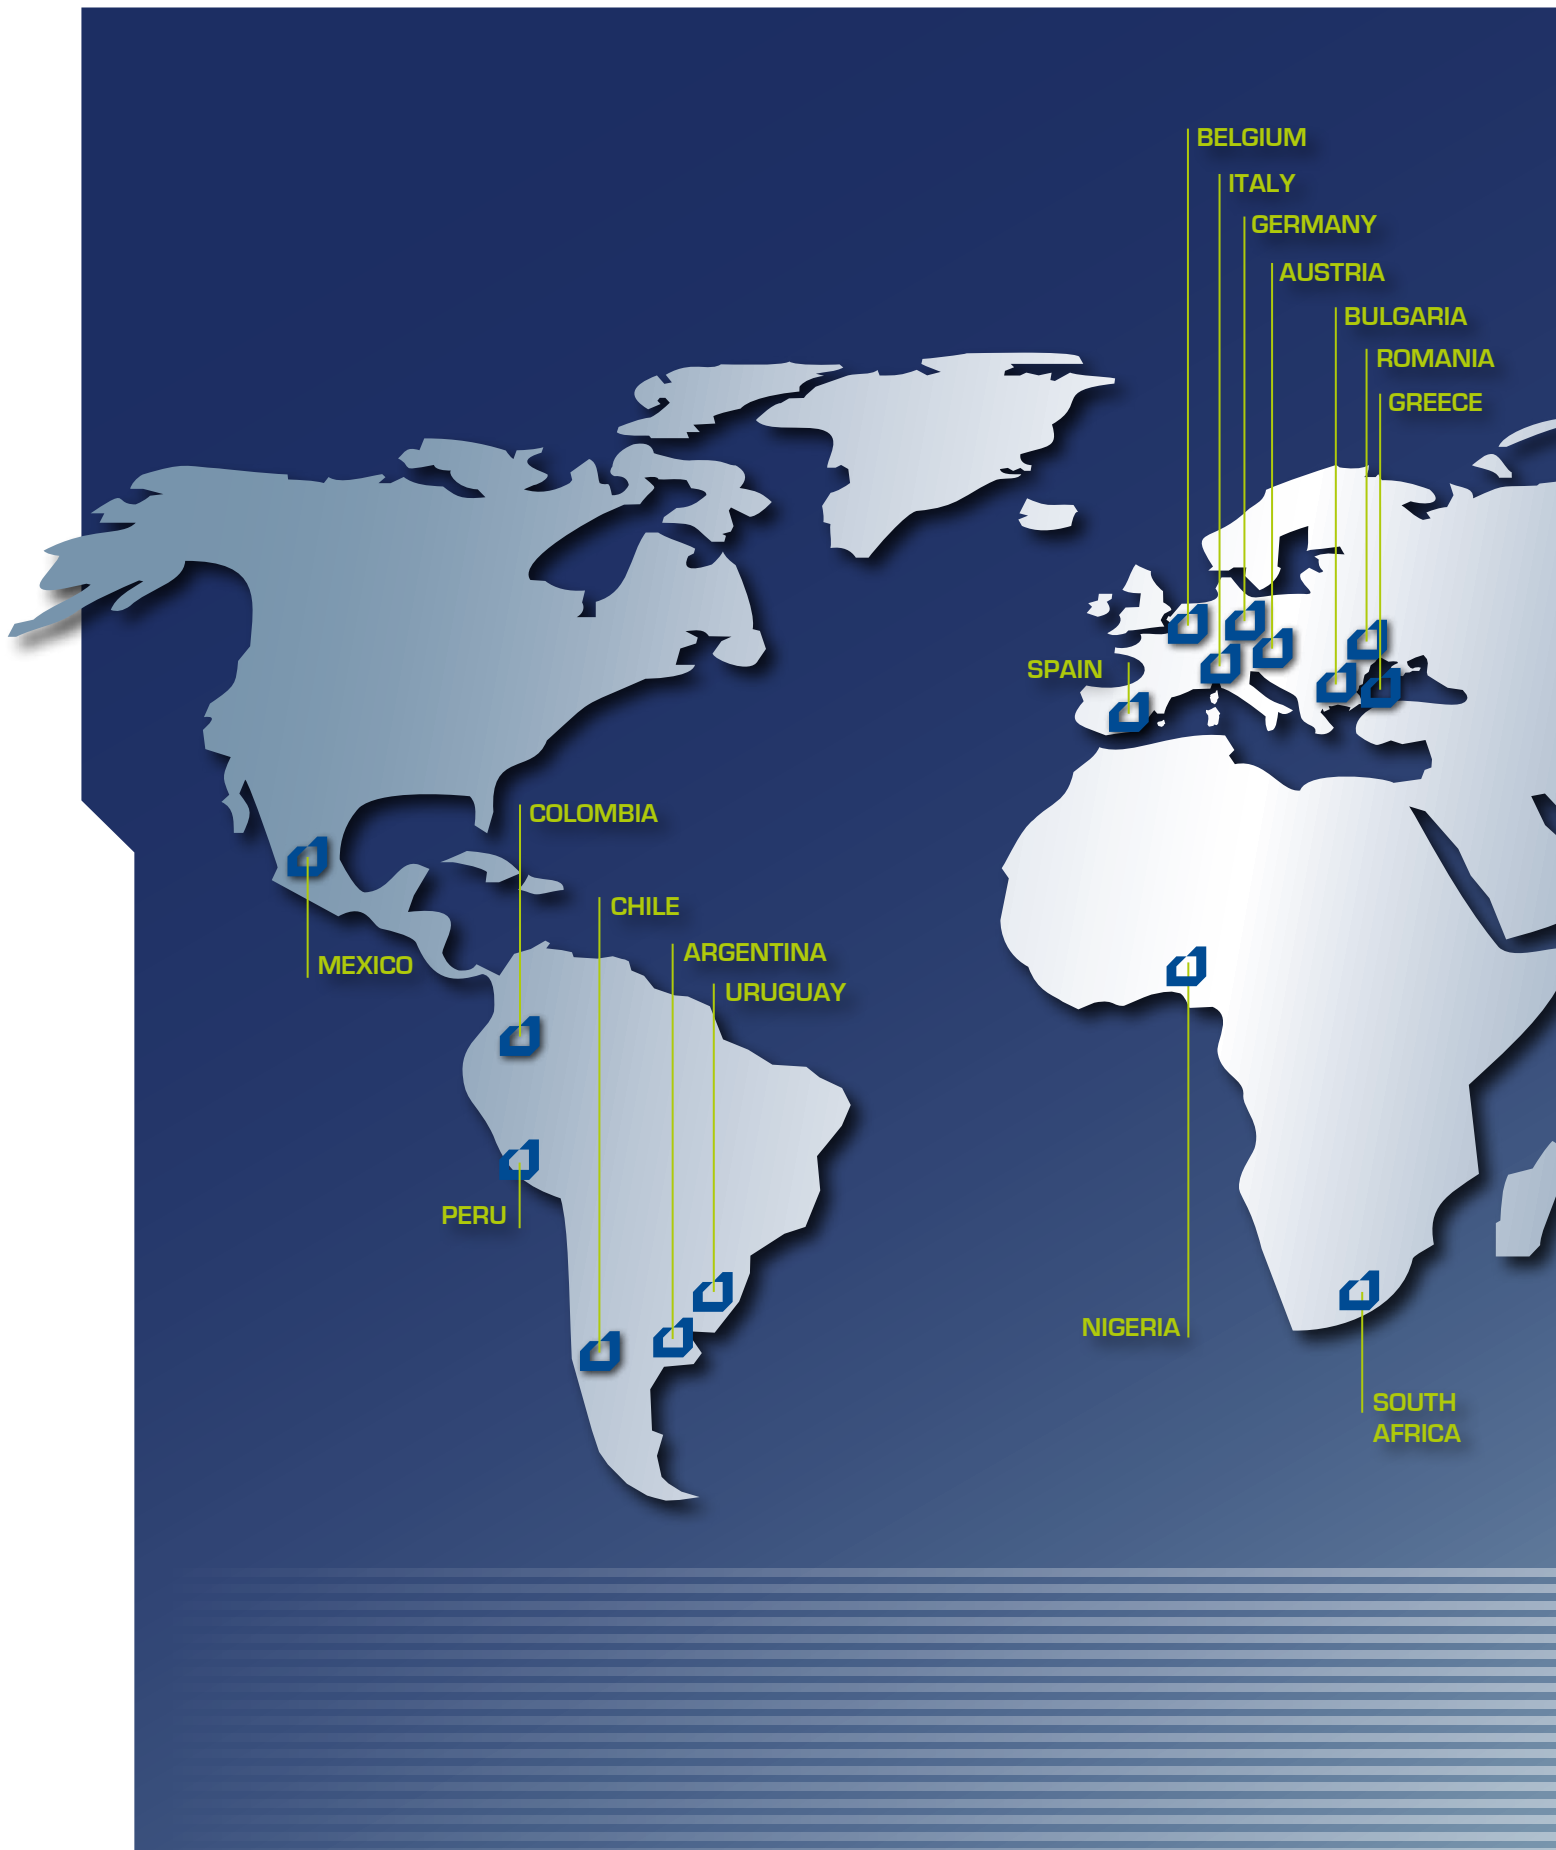 BELGIUM
ITALY
GERMANY
AUSTRIA
BULGARIA
ROMANIA
GREECE
SPAIN
COLOMBIA
CHILE
ARGENTINA
MEXICO
URUGUAY
PERU
NIGERIA
SOUTH
AFRICA